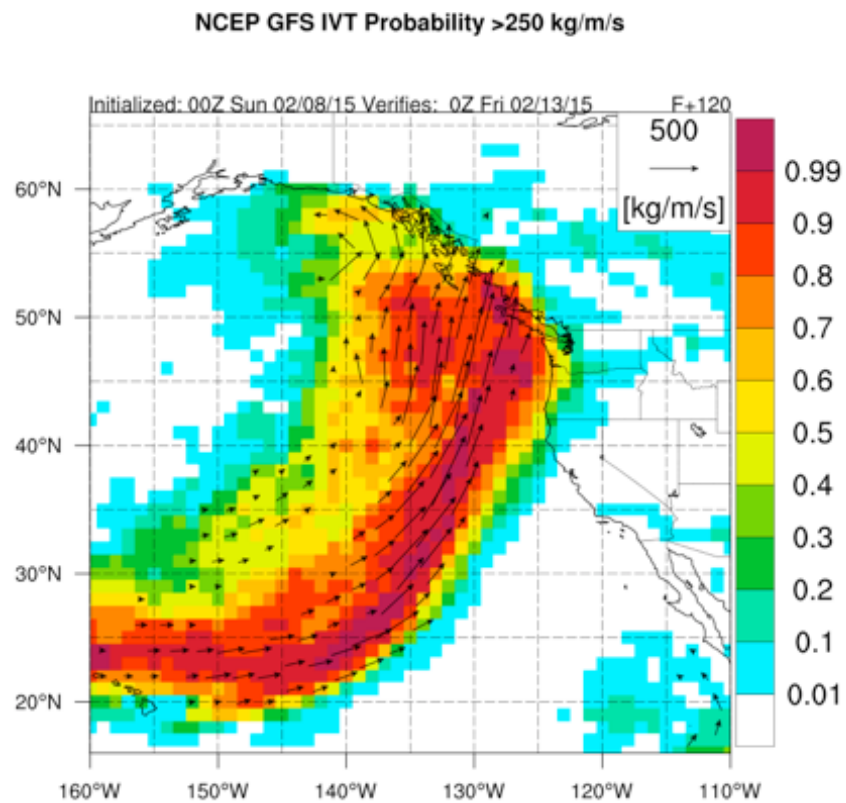 NCEP GFS IVT Probability >250 kg/m/s
Initialized: 00Z Sun 02/08/15 Verifies: 0Z Fri 02/13/15 F+120
500
[kg/m/s]
60°N
50°N
40°N
30°N
20°N
160°W 150°W 140°W 130°W 120°W 110°W
0.99
0.9
0.8
0.7
0.6
0.5
0.4
0.3
0.2
0.1
0.01